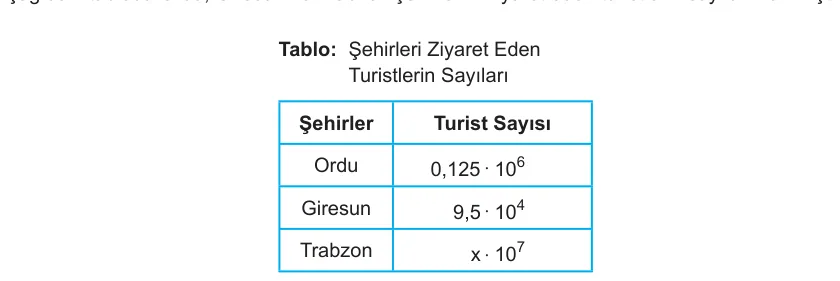 Tablo: Şehirleri Ziyaret Eden
Turistlerin Sayıları
Şehirler Turist Sayısı
Ordu 0,125 · 10⁶
Giresun 9,5 · 10⁴
Trabzon x · 10⁷